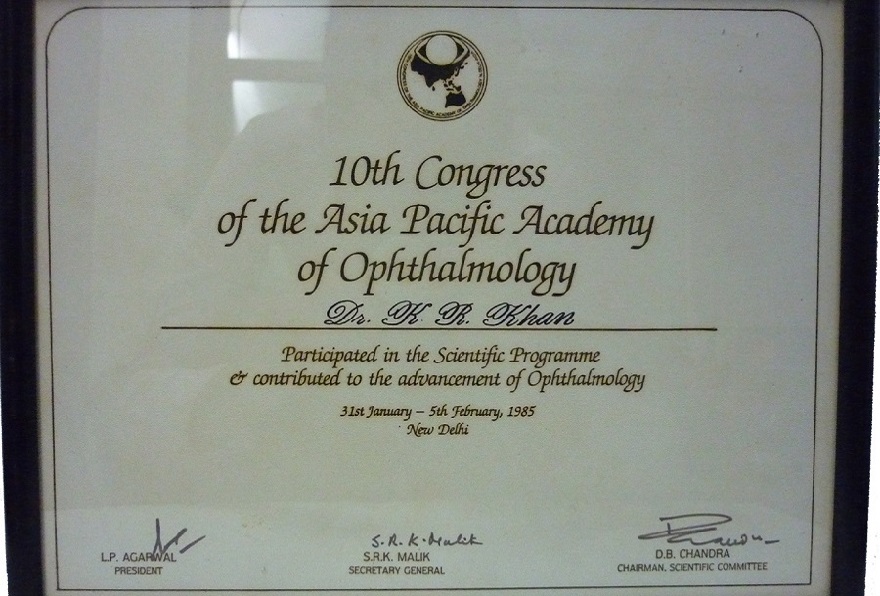 10th Congress
of the Asia Pacific Academy
of Ophthalmology
Dr. K. R. Khan
Participated in the Scientific Programme
& contributed to the advancement of Ophthalmology
31st January – 5th February, 1985
New Delhi
S. R. K. Malik
L.P. AGARWAL
PRESIDENT
S.R.K. MALIK
SECRETARY GENERAL
D.B. CHANDRA
CHAIRMAN, SCIENTIFIC COMMITTEE